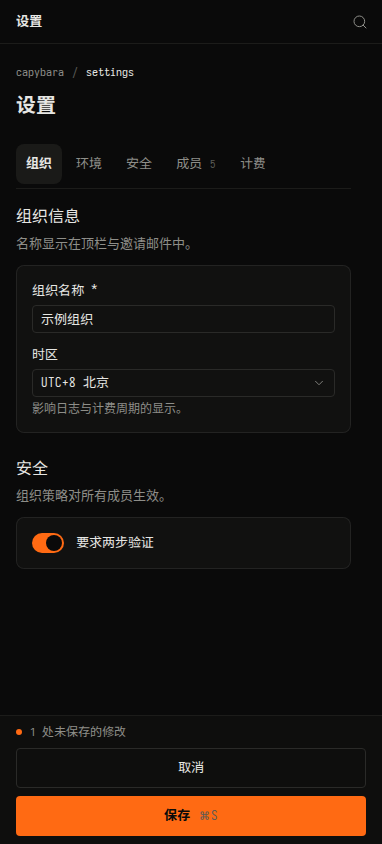 设置
capybara / settings
设置
组织 环境 安全 成员 5 计费
组织信息
名称显示在顶栏与邀请邮件中。
组织名称 *
示例组织
时区
UTC+8 北京
影响日志与计费周期的显示。
安全
组织策略对所有成员生效。
要求两步验证
1 处未保存的修改
取消
保存 ⌘S